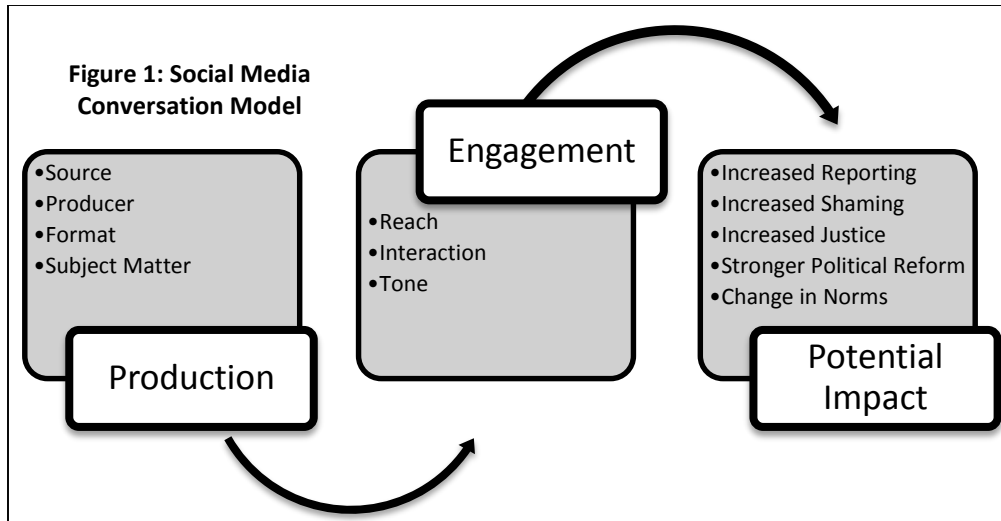 Figure 1: Social Media
Conversation Model
•Source
•Producer
•Format
•Subject Matter
Production
Engagement
•Reach
•Interaction
•Tone
•Increased Reporting
•Increased Shaming
•Increased Justice
•Stronger Political Reform
•Change in Norms
Potential
Impact